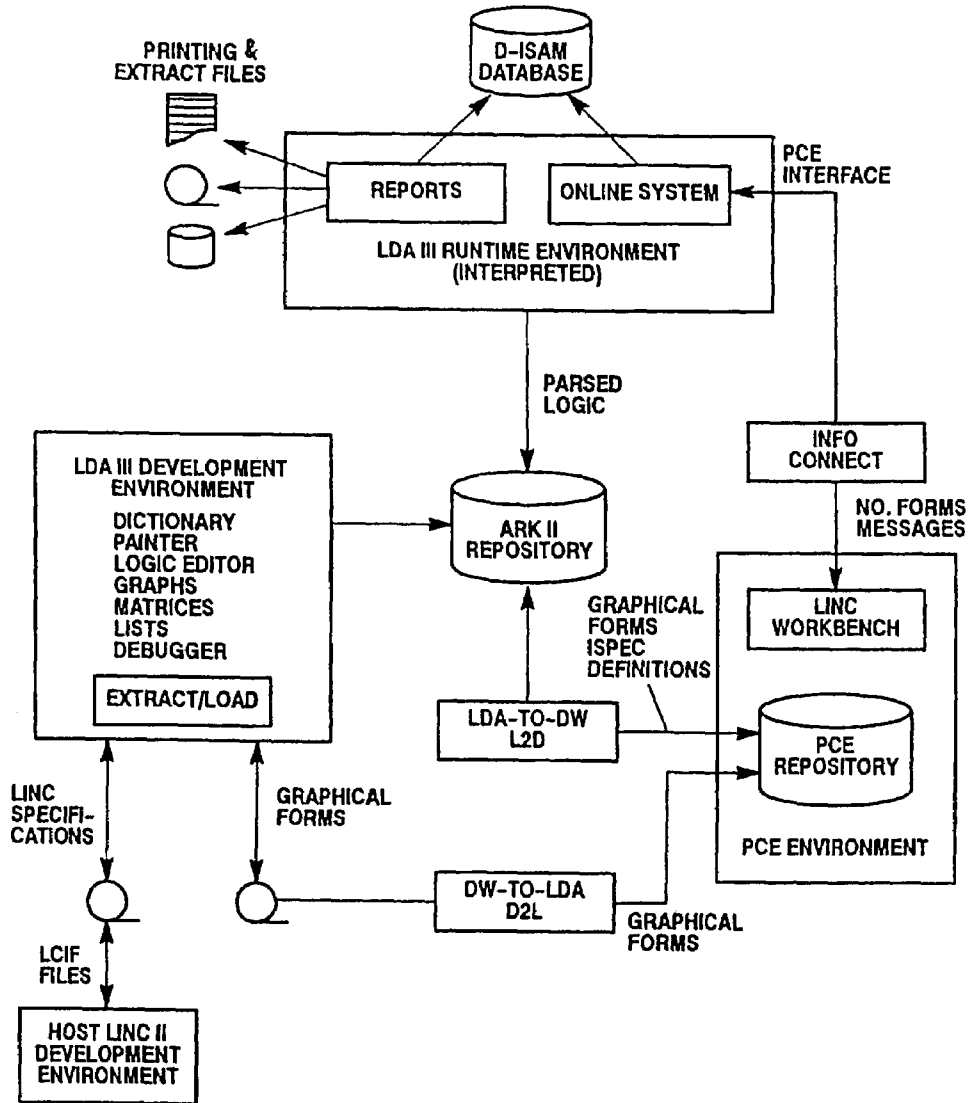 PRINTING &
EXTRACT FILES
D-ISAM
DATABASE
REPORTS
ONLINE SYSTEM
PCE
INTERFACE
LDA III RUNTIME ENVIRONMENT
(INTERPRETED)
PARSED
LOGIC
INFO
CONNECT
NO. FORMS
MESSAGES
LDA III DEVELOPMENT
ENVIRONMENT
DICTIONARY
PAINTER
LOGIC EDITOR
GRAPHS
MATRICES
LISTS
DEBUGGER
EXTRACT/LOAD
ARK II
REPOSITORY
GRAPHICAL
FORMS
ISPEC
DEFINITIONS
LINC
WORKBENCH
LDA-TO-DW
L2D
PCE
REPOSITORY
PCE ENVIRONMENT
LINC
SPECIFI-
CATIONS
GRAPHICAL
FORMS
DW-TO-LDA
D2L
GRAPHICAL
FORMS
LCIF
FILES
HOST LINC II
DEVELOPMENT
ENVIRONMENT